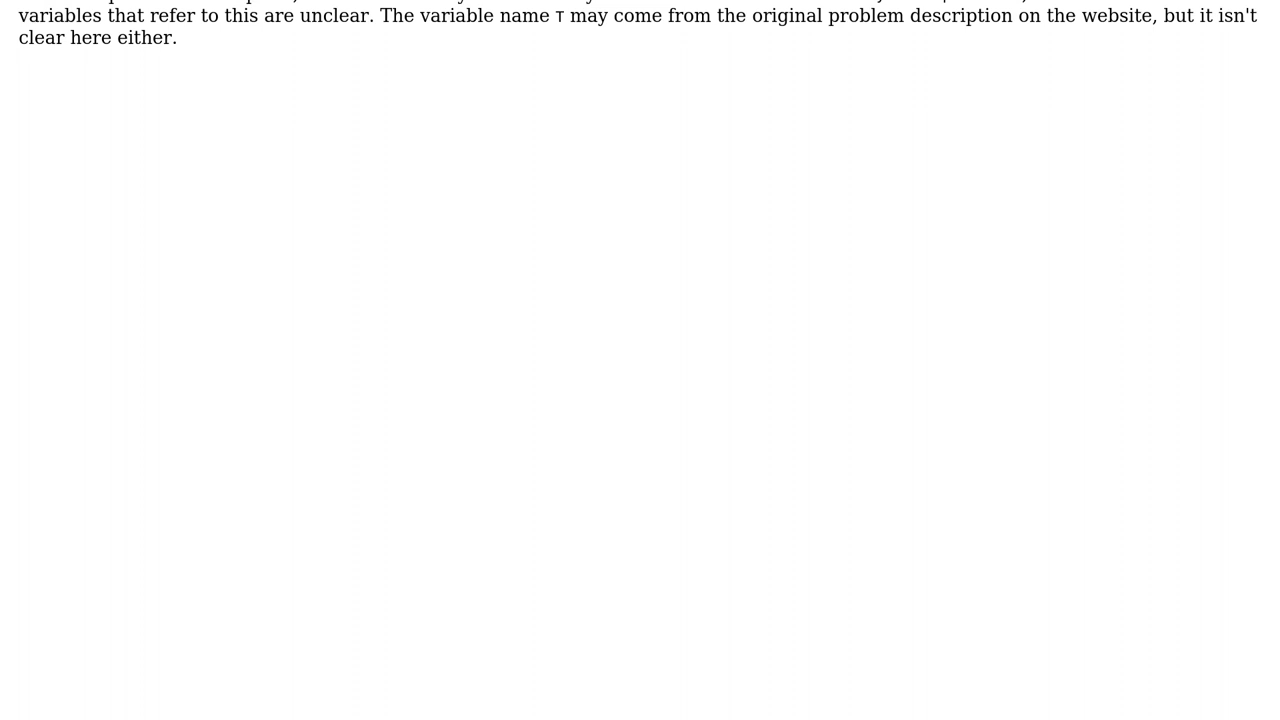 variables that refer to this are unclear. The variable name T may come from the original problem description on the website, but it isn't
clear here either.